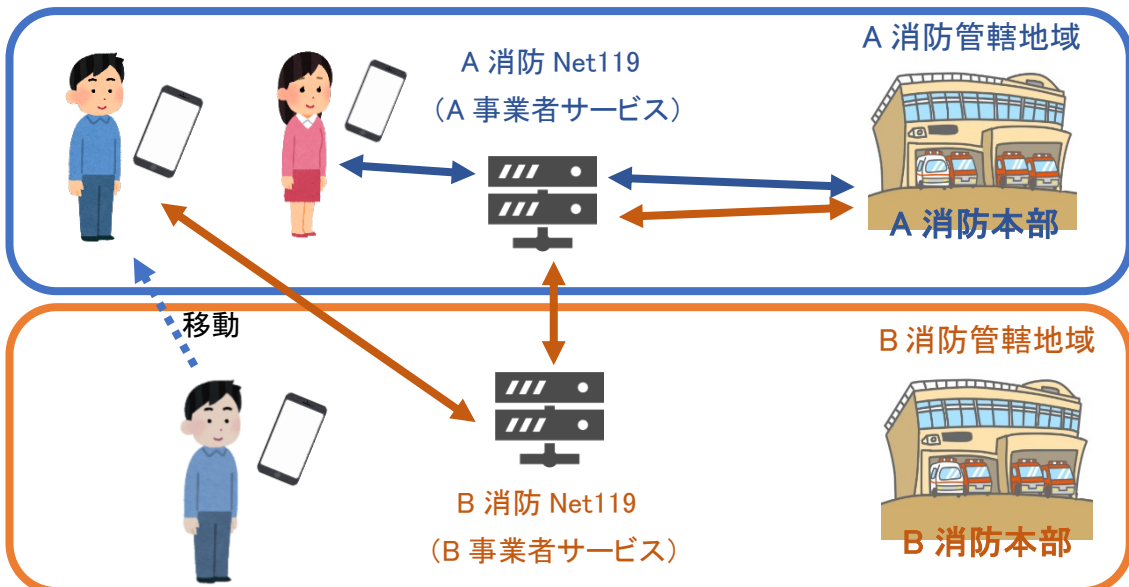 A 消防管轄地域
A 消防 Net119
（A 事業者サービス）
A 消防本部
移動
B 消防管轄地域
B 消防 Net119
（B 事業者サービス）
B 消防本部